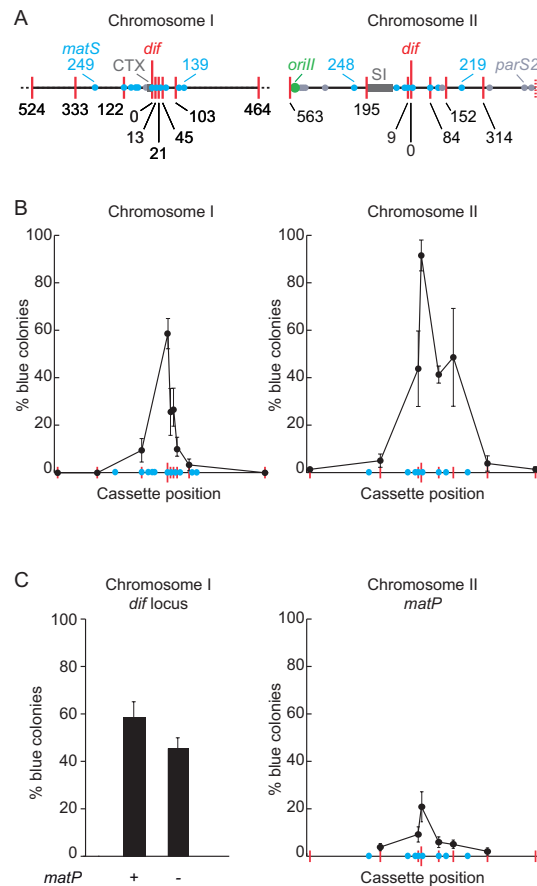 A
Chromosome I
Chromosome II
matS
249
CTX
dif
139
524
333
122
0
13
21
45
103
464
oriII
248
SI
dif
219
parS2
563
195
9
0
84
152
314
B
Chromosome I
Chromosome II
% blue colonies
100
80
60
40
20
0
Cassette position
% blue colonies
100
80
60
40
20
0
Cassette position
C
Chromosome I
dif locus
Chromosome II
matP
% blue colonies
100
80
60
40
20
0
matP + -
% blue colonies
100
80
60
40
20
0
Cassette position